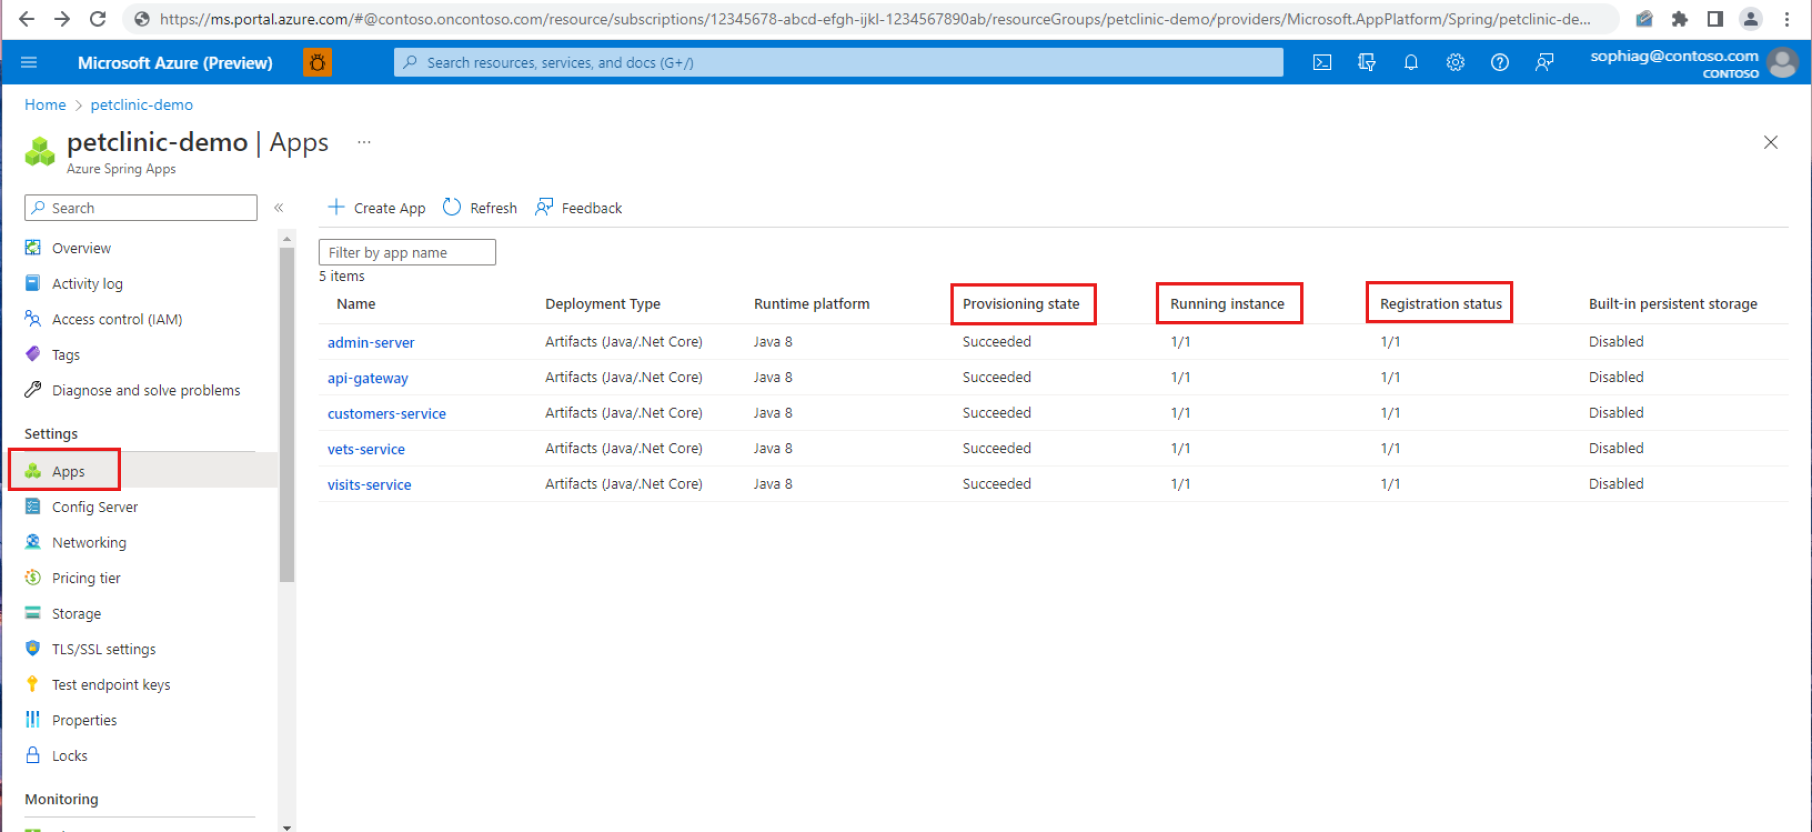 https://ms.portal.azure.com/#@contoso.oncontoso.com/resource/subscriptions/12345678-abcd-efgh-ijkl-1234567890ab/resourceGroups/petclinic-demo/providers/Microsoft.AppPlatform/Spring/petclinic-de...
Microsoft Azure (Preview)
Search resources, services, and docs (G+/)
sophiag@contoso.com
CONTOSO
Home > petclinic-demo
petclinic-demo | Apps ...
Azure Spring Apps
Search «
Create App Refresh Feedback
Filter by app name
5 items
Name Deployment Type Runtime platform Provisioning state Running instance Registration status Built-in persistent storage
admin-server Artifacts (Java/.Net Core) Java 8 Succeeded 1/1 1/1 Disabled
api-gateway Artifacts (Java/.Net Core) Java 8 Succeeded 1/1 1/1 Disabled
customers-service Artifacts (Java/.Net Core) Java 8 Succeeded 1/1 1/1 Disabled
vets-service Artifacts (Java/.Net Core) Java 8 Succeeded 1/1 1/1 Disabled
visits-service Artifacts (Java/.Net Core) Java 8 Succeeded 1/1 1/1 Disabled
Overview
Activity log
Access control (IAM)
Tags
Diagnose and solve problems
Settings
Apps
Config Server
Networking
Pricing tier
Storage
TLS/SSL settings
Test endpoint keys
Properties
Locks
Monitoring